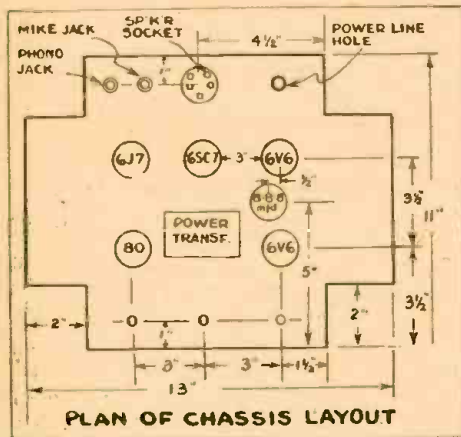 SP'K'R
SOCKET
4½"
POWER LINE
HOLE
MIKE JACK
PHONO
JACK
1"
6J7
6SC7
3"
6V6
½"
8-8-8
mfd
3½"
11"
POWER
TRANSF.
80
6V6
5"
3½"
2"
2"
1"
3"
3"
1½"
13"
PLAN OF CHASSIS LAYOUT